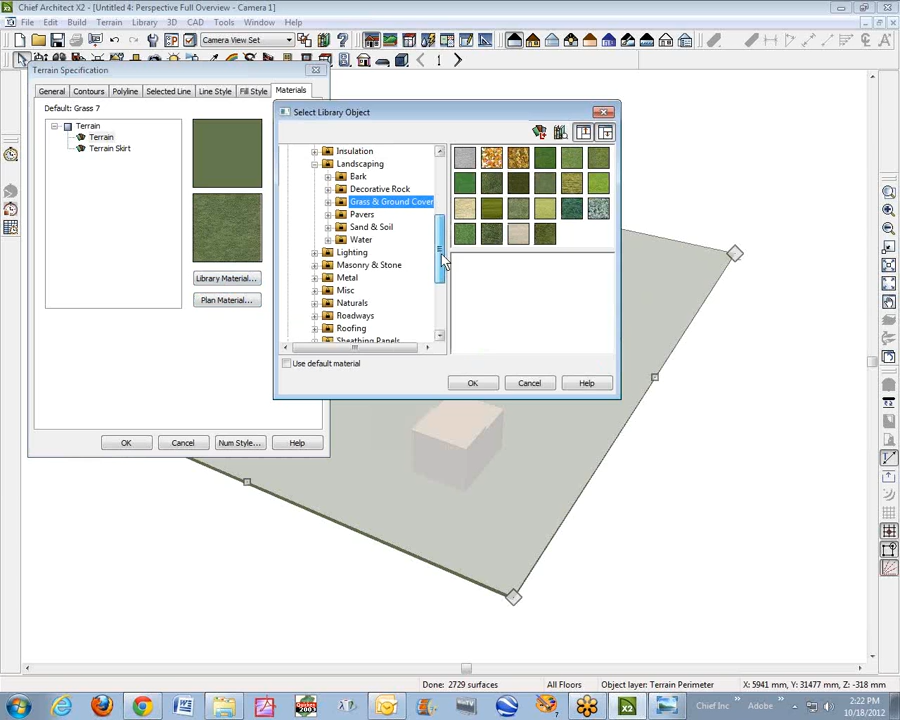 Chief Architect X2 - [Untitled 4: Perspective Full Overview - Camera 1]
File Edit Build Terrain Library 3D CAD Tools Window Help
Camera View Set
1
Terrain Specification
General Contours Polyline Selected Line Line Style Fill Style Materials
Default: Grass 7
Terrain
Terrain
Terrain Skirt
Library Material...
Plan Material...
OK Cancel Num Style... Help
Select Library Object
Insulation
Landscaping
Bark
Decorative Rock
Grass & Ground Cover
Pavers
Sand & Soil
Water
Lighting
Masonry & Stone
Metal
Misc
Naturals
Roadways
Roofing
Sheathing Panels
Use default material
OK Cancel Help
Done: 2729 surfaces All Floors Object layer: Terrain Perimeter X: 5941 mm, Y: 31477 mm, Z: -318 mm
Chief Inc Adobe
2:22 PM
10/18/2012